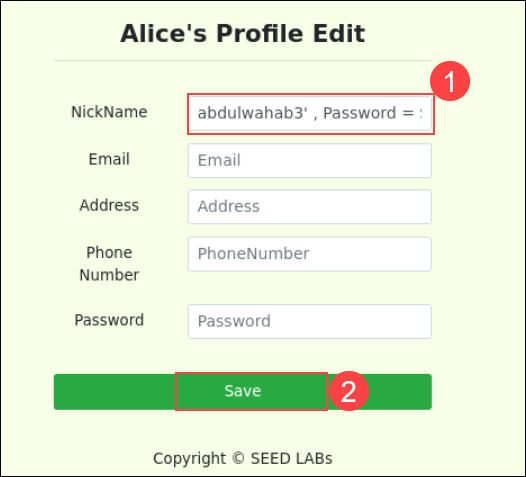 Alice's Profile Edit
1
NickName
abdulwahab3' , Password =
Email
Email
Address
Address
Phone
Number
PhoneNumber
Password
Password
Save
2
Copyright © SEED LABs